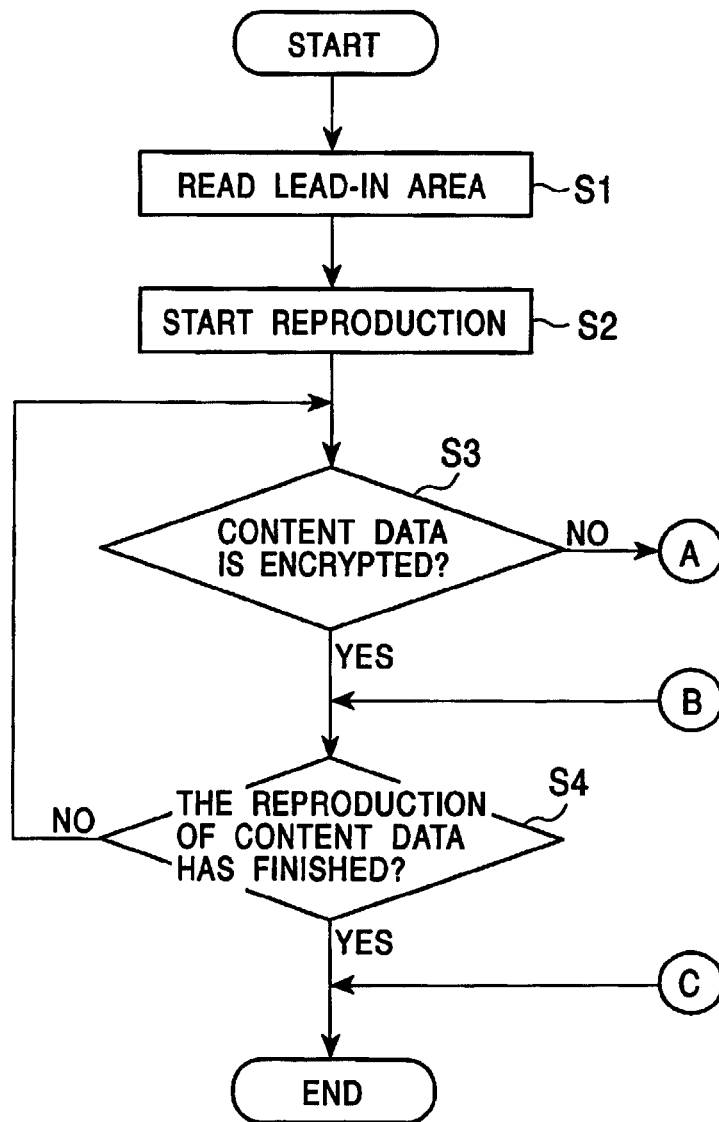 START
READ LEAD-IN AREA
S1
START REPRODUCTION
S2
S3
CONTENT DATA
IS ENCRYPTED?
NO
A
YES
B
S4
THE REPRODUCTION
OF CONTENT DATA
HAS FINISHED?
NO
YES
C
END